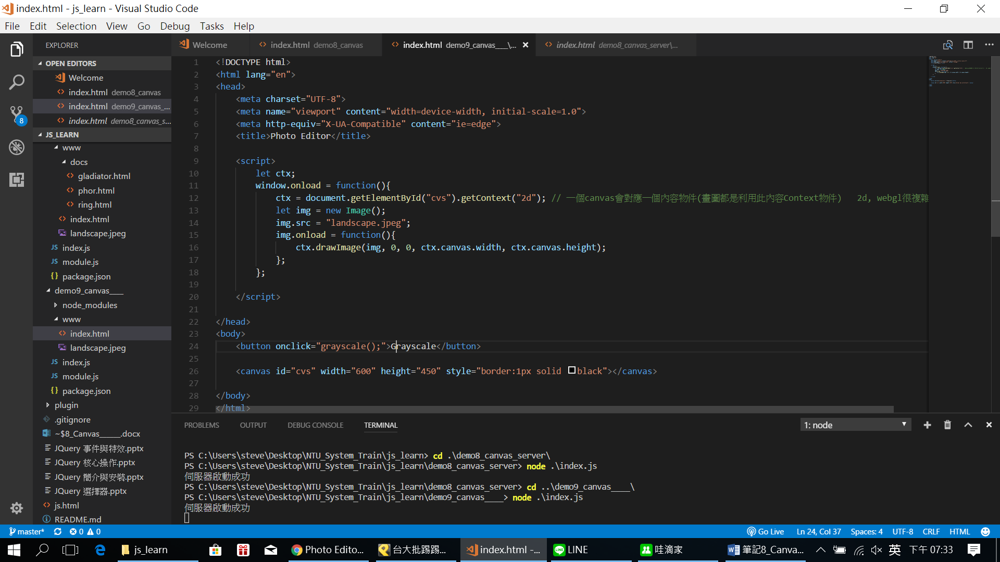 index.html - js_learn - Visual Studio Code
File Edit Selection View Go Debug Tasks Help
EXPLORER
OPEN EDITORS
Welcome
index.html demo8_canvas
index.html demo9_canvas_...
index.html demo8_canvas_s...
8
JS_LEARN
www
docs
gladiator.html
phor.html
ring.html
index.html
landscape.jpeg
JS index.js
JS module.js
{} package.json
demo9_canvas____
node_modules
www
index.html
landscape.jpeg
JS index.js
JS module.js
{} package.json
plugin
.gitignore
~$8_Canvas_____.docx
JQuery 事件與特效.pptx
JQuery 核心操作.pptx
JQuery 簡介與安裝.pptx
JQuery 選擇器.pptx
js.html
README.md
Welcome index.html demo8_canvas index.html demo9_canvas___\... index.html demo8_canvas_server\...
1 <!DOCTYPE html>
2 <html lang="en">
3 <head>
4 <meta charset="UTF-8">
5 <meta name="viewport" content="width=device-width, initial-scale=1.0">
6 <meta http-equiv="X-UA-Compatible" content="ie=edge">
7 <title>Photo Editor</title>
8
9 <script>
10 let ctx;
11 window.onload = function(){
12 ctx = document.getElementById("cvs").getContext("2d"); // 一個canvas會對應一個內容物件(畫圖都是利用此內容Context物件) 2d, webgl很複雜
13 let img = new Image();
14 img.src = "landscape.jpeg";
15 img.onload = function(){
16 ctx.drawImage(img, 0, 0, ctx.canvas.width, ctx.canvas.height);
17 };
18 };
19
20 </script>
21
22 </head>
23 <body>
24 <button onclick="grayscale();">Grayscale</button>
25
26 <canvas id="cvs" width="600" height="450" style="border:1px solid black"></canvas>
27
28 </body>
29 </html>
PROBLEMS OUTPUT DEBUG CONSOLE TERMINAL
1: node
PS C:\Users\steve\Desktop\NTU_System_Train\js_learn> cd .\demo8_canvas_server\
PS C:\Users\steve\Desktop\NTU_System_Train\js_learn\demo8_canvas_server> node .\index.js
伺服器啟動成功
PS C:\Users\steve\Desktop\NTU_System_Train\js_learn\demo8_canvas_server> cd ..\demo9_canvas____\
PS C:\Users\steve\Desktop\NTU_System_Train\js_learn\demo9_canvas____> node .\index.js
伺服器啟動成功
master* 0 0
Go Live Ln 24, Col 37 Spaces: 4 UTF-8 CRLF HTML
js_learn Photo Edito... 台大批踢踢... index.html -... LINE 哇滴家 筆記8_Canva... 英 下午 07:33